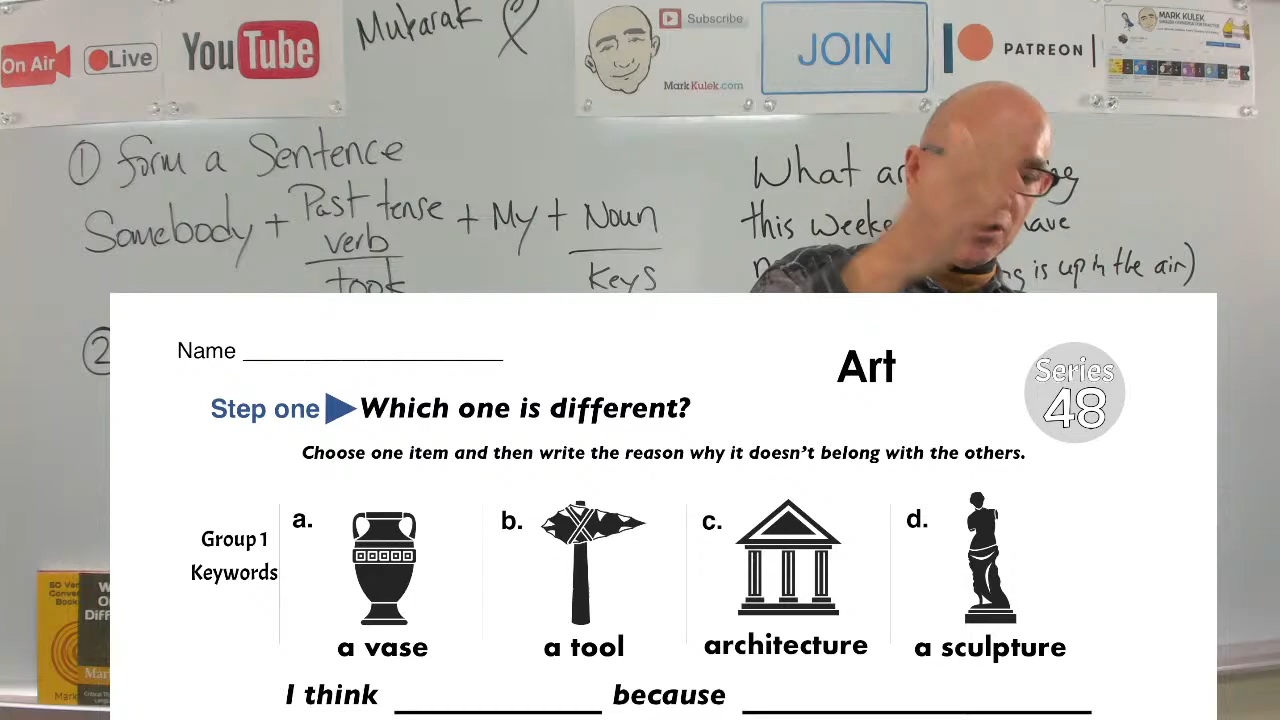 On Air
Live
YouTube
Mubarak
Subscribe
MarkKulek.com
JOIN
PATREON
MARK KULEK
① Form a Sentence
Somebody + Past tense verb + My + Noun
took keys
What
this
have
is up in the air)
②
Name
Art
Series
48
Step one Which one is different?
Choose one item and then write the reason why it doesn't belong with the others.
Group 1
Keywords
a. b. c. d.
a vase a tool architecture a sculpture
I think because